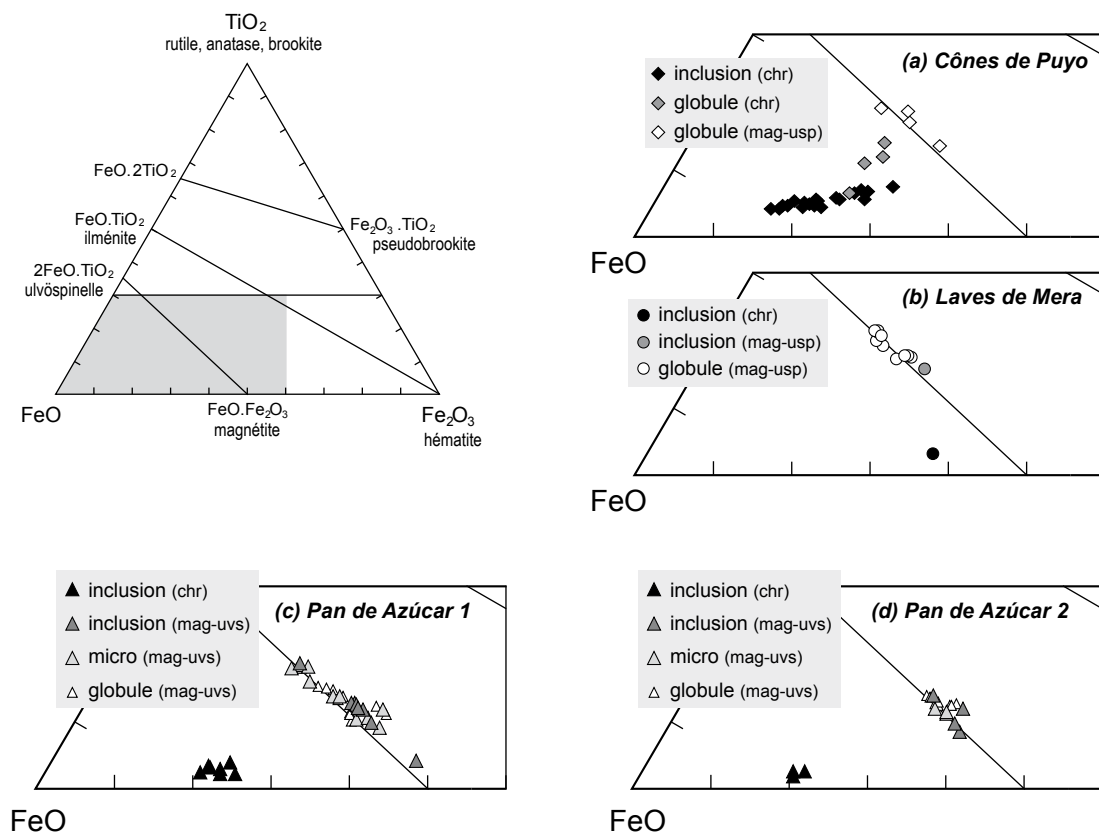 TiO2
rutile, anatase, brookite
FeO.2TiO2
FeO.TiO2
ilménite
2FeO.TiO2
ulvöspinelle
Fe2O3 .TiO2
pseudobrookite
FeO
FeO.Fe2O3
magnétite
Fe2O3
hématite
(a) Cônes de Puyo
inclusion (chr)
globule (chr)
globule (mag-usp)
FeO
(b) Laves de Mera
inclusion (chr)
inclusion (mag-usp)
globule (mag-usp)
FeO
(c) Pan de Azúcar 1
inclusion (chr)
inclusion (mag-uvs)
micro (mag-uvs)
globule (mag-uvs)
FeO
(d) Pan de Azúcar 2
inclusion (chr)
inclusion (mag-uvs)
micro (mag-uvs)
globule (mag-uvs)
FeO